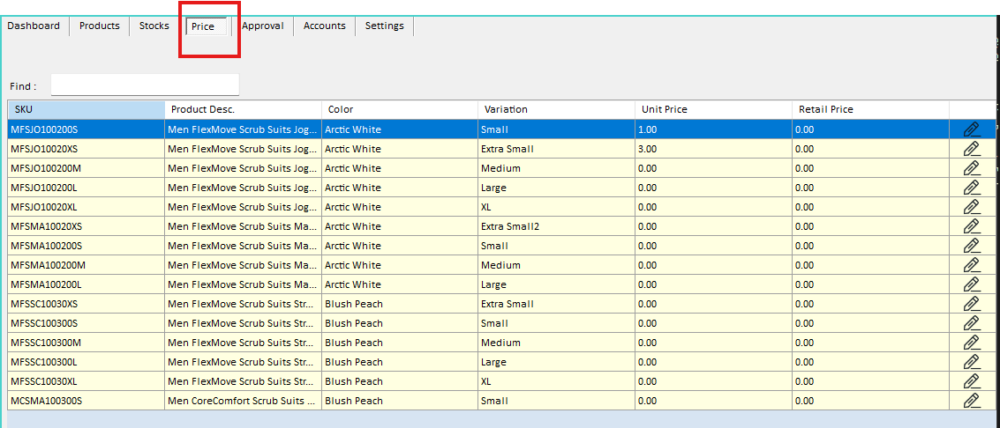 Dashboard Products Stocks Price Approval Accounts Settings
Find :
SKU Product Desc. Color Variation Unit Price Retail Price
MFSJO100200S Men FlexMove Scrub Suits Jog... Arctic White Small 1.00 0.00
MFSJO10020XS Men FlexMove Scrub Suits Jog... Arctic White Extra Small 3.00 0.00
MFSJO100200M Men FlexMove Scrub Suits Jog... Arctic White Medium 0.00 0.00
MFSJO100200L Men FlexMove Scrub Suits Jog... Arctic White Large 0.00 0.00
MFSJO10020XL Men FlexMove Scrub Suits Jog... Arctic White XL 0.00 0.00
MFSMA10020XS Men FlexMove Scrub Suits Ma... Arctic White Extra Small2 0.00 0.00
MFSMA100200S Men FlexMove Scrub Suits Ma... Arctic White Small 0.00 0.00
MFSMA100200M Men FlexMove Scrub Suits Ma... Arctic White Medium 0.00 0.00
MFSMA100200L Men FlexMove Scrub Suits Ma... Arctic White Large 0.00 0.00
MFSSC10030XS Men FlexMove Scrub Suits Str... Blush Peach Extra Small 0.00 0.00
MFSSC100300S Men FlexMove Scrub Suits Str... Blush Peach Small 0.00 0.00
MFSSC100300M Men FlexMove Scrub Suits Str... Blush Peach Medium 0.00 0.00
MFSSC100300L Men FlexMove Scrub Suits Str... Blush Peach Large 0.00 0.00
MFSSC10030XL Men FlexMove Scrub Suits Str... Blush Peach XL 0.00 0.00
MCSMA100300S Men CoreComfort Scrub Suits ... Blush Peach Small 0.00 0.00